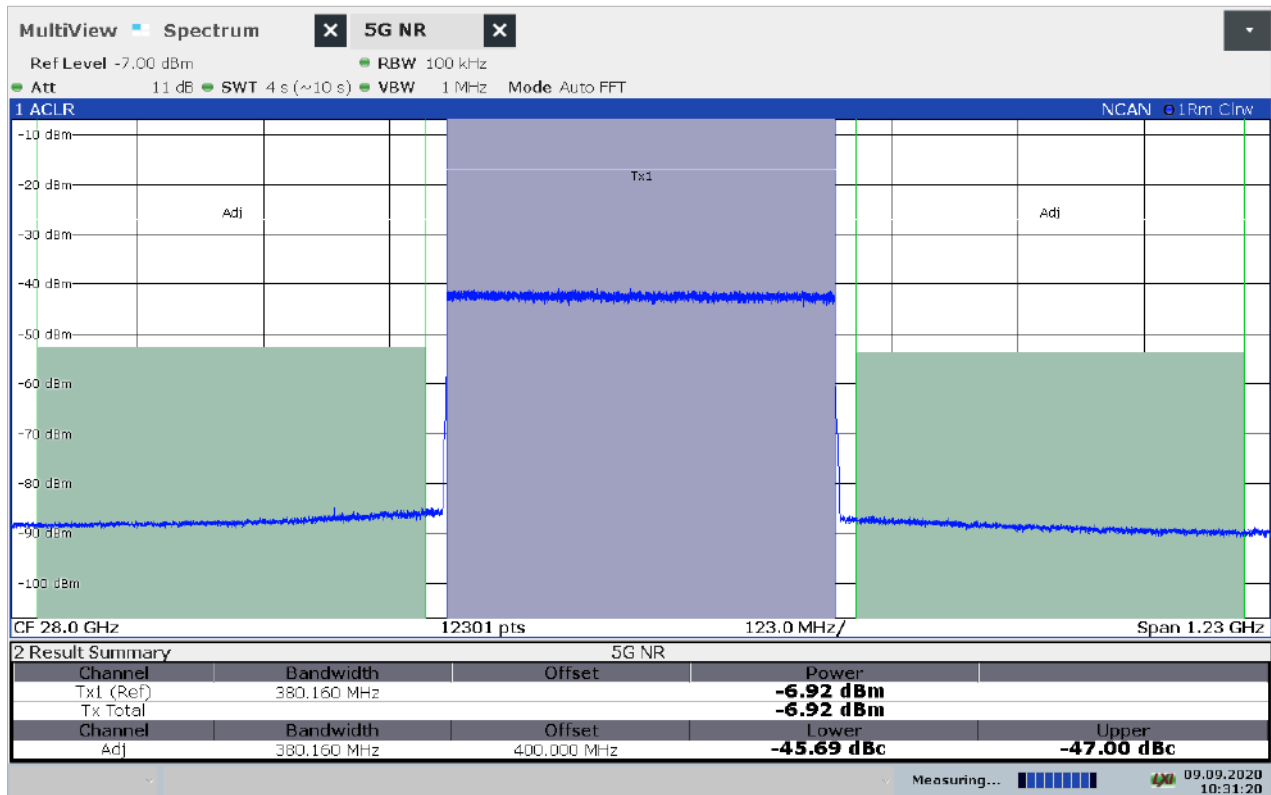 MultiView Spectrum 5G NR
Ref Level -7.00 dBm RBW 100 kHz
Att 11 dB SWT 4 s (~10 s) VBW 1 MHz Mode Auto FFT
1 ACLR NCAN 1Rm Clrw
-10 dBm
Tx1
-20 dBm
Adj Adj
-30 dBm
-40 dBm
-50 dBm
-60 dBm
-70 dBm
-80 dBm
-90 dBm
-100 dBm
CF 28.0 GHz 12301 pts 123.0 MHz/ Span 1.23 GHz
2 Result Summary 5G NR
Channel Bandwidth Offset Power
Tx1 (Ref) 380.160 MHz -6.92 dBm
Tx Total -6.92 dBm
Channel Bandwidth Offset Lower Upper
Adj 380.160 MHz 400.000 MHz -45.69 dBc -47.00 dBc
Measuring... LXI 09.09.2020
10:31:20